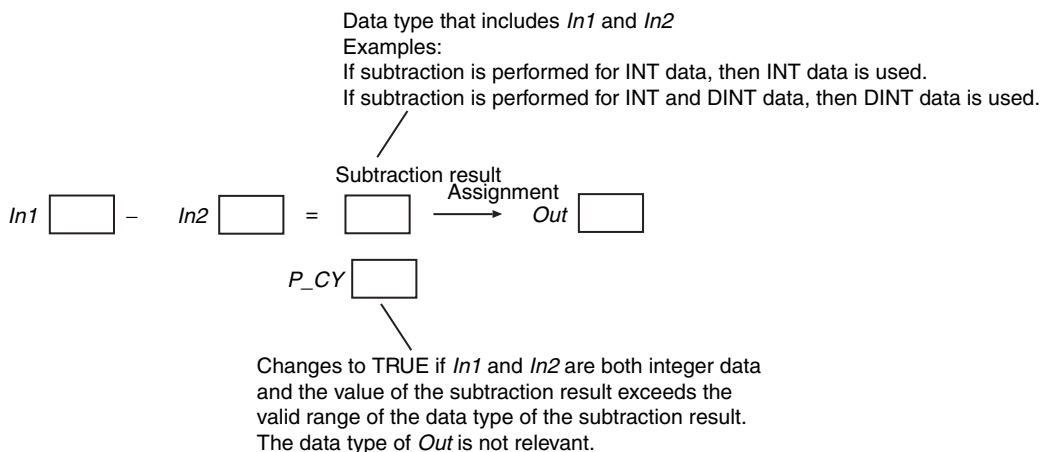 Data type that includes In1 and In2
Examples:
If subtraction is performed for INT data, then INT data is used.
If subtraction is performed for INT and DINT data, then DINT data is used.
Subtraction result
Assignment
In1 – In2 = Out
P_CY
Changes to TRUE if In1 and In2 are both integer data
and the value of the subtraction result exceeds the
valid range of the data type of the subtraction result.
The data type of Out is not relevant.